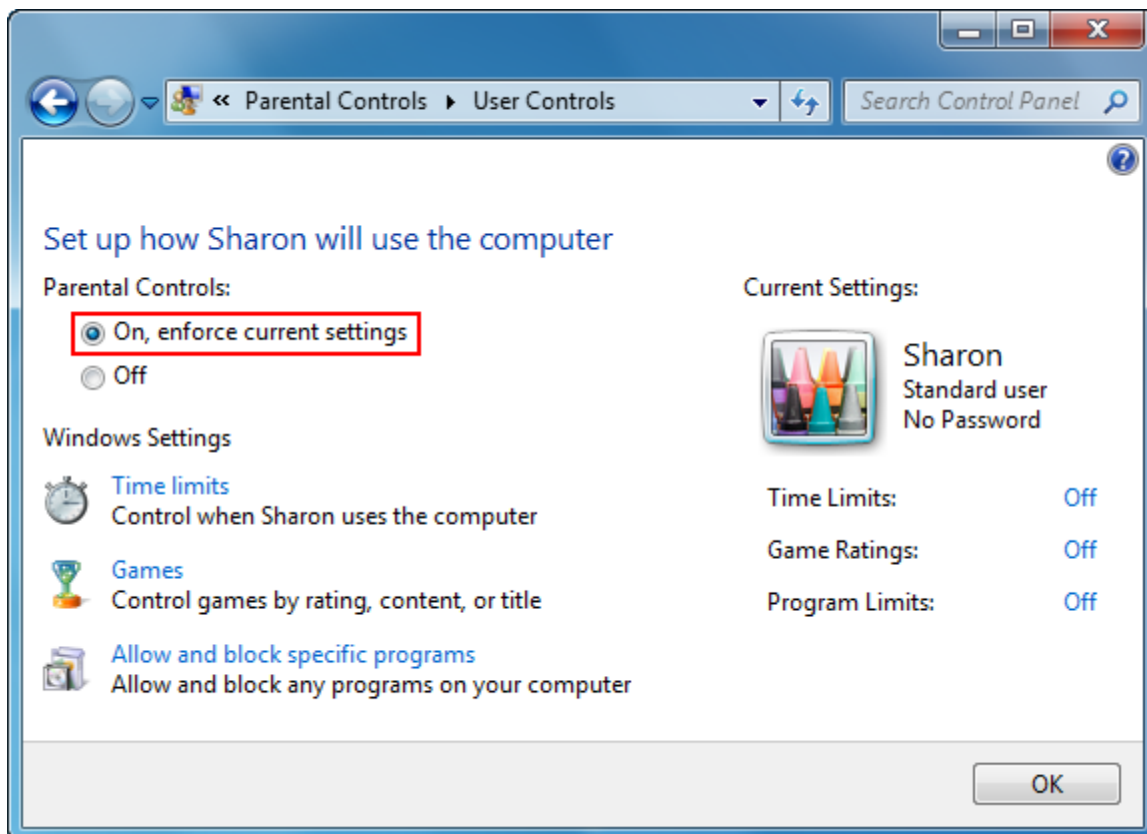 « Parental Controls ▸ User Controls
Search Control Panel
Set up how Sharon will use the computer
Parental Controls:
On, enforce current settings
Off
Windows Settings
Time limits
Control when Sharon uses the computer
Games
Control games by rating, content, or title
Allow and block specific programs
Allow and block any programs on your computer
Current Settings:
Sharon
Standard user
No Password
Time Limits: Off
Game Ratings: Off
Program Limits: Off
OK